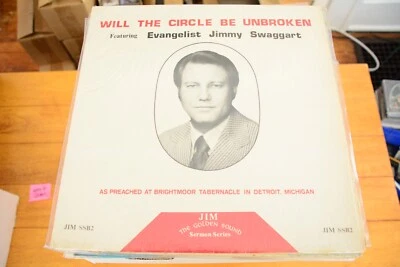 WILL THE CIRCLE BE UNBROKEN
Featuring Evangelist Jimmy Swaggart
AS PREACHED AT BRIGHTMOOR TABERNACLE IN DETROIT, MICHIGAN
JIM
THE GOLDEN SOUND
Sermon Series
JIM SSR2 JIM SSR2